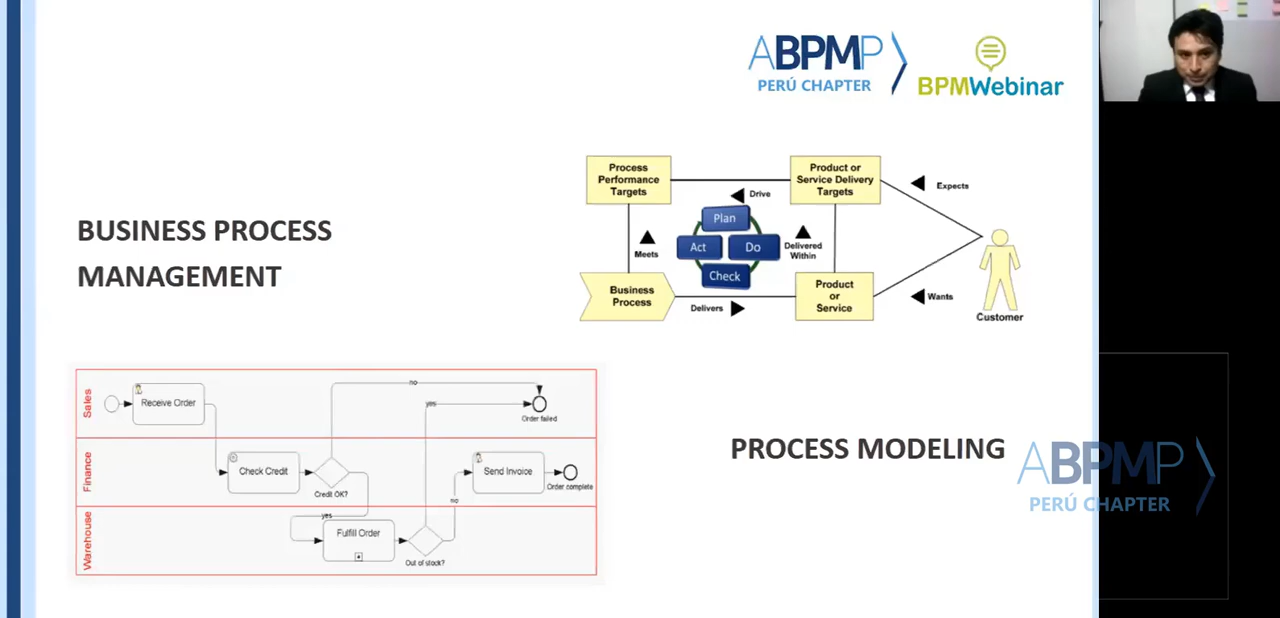 ABPMP
PERÚ CHAPTER
BPMWebinar
BUSINESS PROCESS
MANAGEMENT
Process
Performance
Targets
Product or
Service Delivery
Targets
Expects
Drive
Plan
Act
Do
Check
Meets
Delivered
Within
Business
Process
Delivers
Product
or
Service
Wants
Customer
Sales
Receive Order
no
yes
Order failed
Finance
Check Credit
Credit OK?
Send Invoice
Order complete
no
Warehouse
yes
Fulfill Order
Out of stock?
PROCESS MODELING
ABPMP
PERÚ CHAPTER